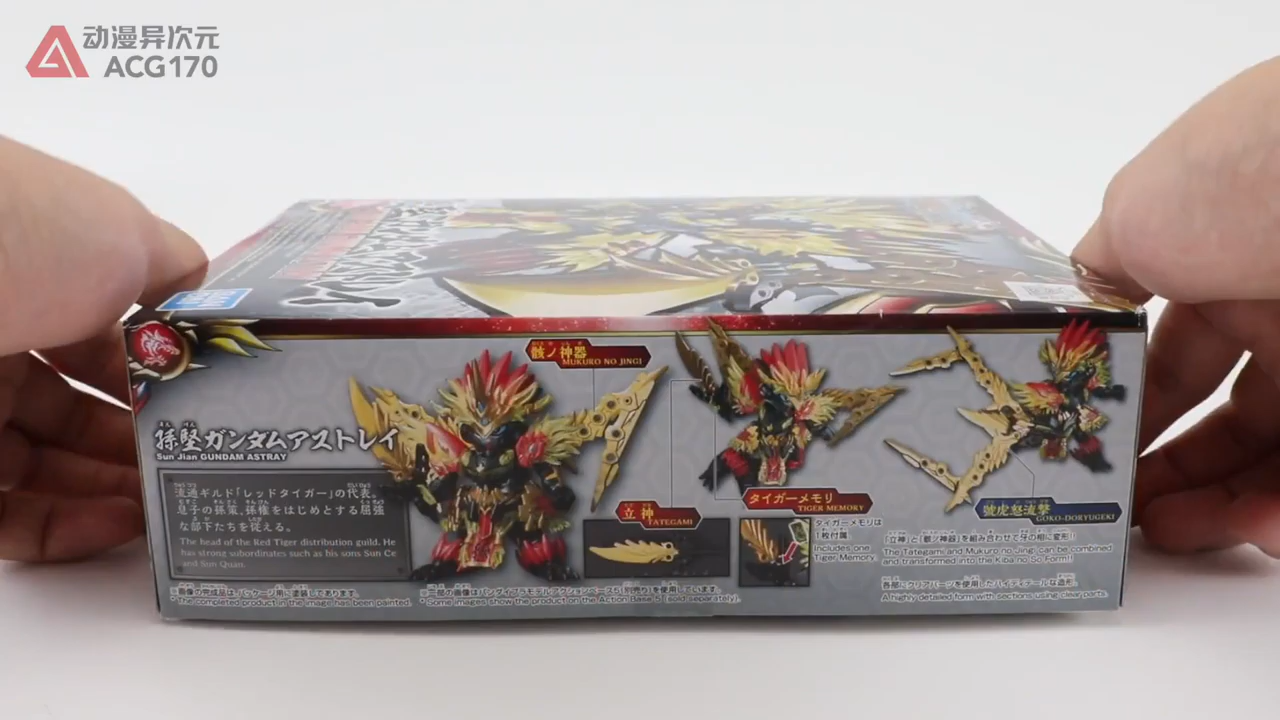 动漫异次元
ACG170
孫堅ガンダムアストレイ
Sun Jian GUNDAM ASTRAY
流通ギルド「レッドタイガー」の代表。
息子の孫策、孫権をはじめとする屈強
な部下たちを従える。
The head of the Red Tiger distribution guild. He
has strong subordinates such as his sons Sun Ce
and Sun Quan.
※画像の完成品はパッケージ用に塗装してあります。
The completed product in the image has been painted.
骸ノ神器
MUKURO NO JINGI
立神
TATEGAMI
※一部の画像はバンダイプラモデルアクションベース5(別売り)を使用しています。
Some images show the product on the Action Base 5 (sold separately).
タイガーメモリ
TIGER MEMORY
タイガーメモリは
1枚付属
Includes one
Tiger Memory.
號虎怒流撃
GOKO-DORYUGEKI
「立神」と「骸ノ神器」を組み合わせて牙の相に変形!!
The Tategami and Mukuro no Jingi can be combined
and transformed into the Kiba no So Form!!
各部にクリアパーツを使用したハイディテールな造形。
A highly detailed form with sections using clear parts.